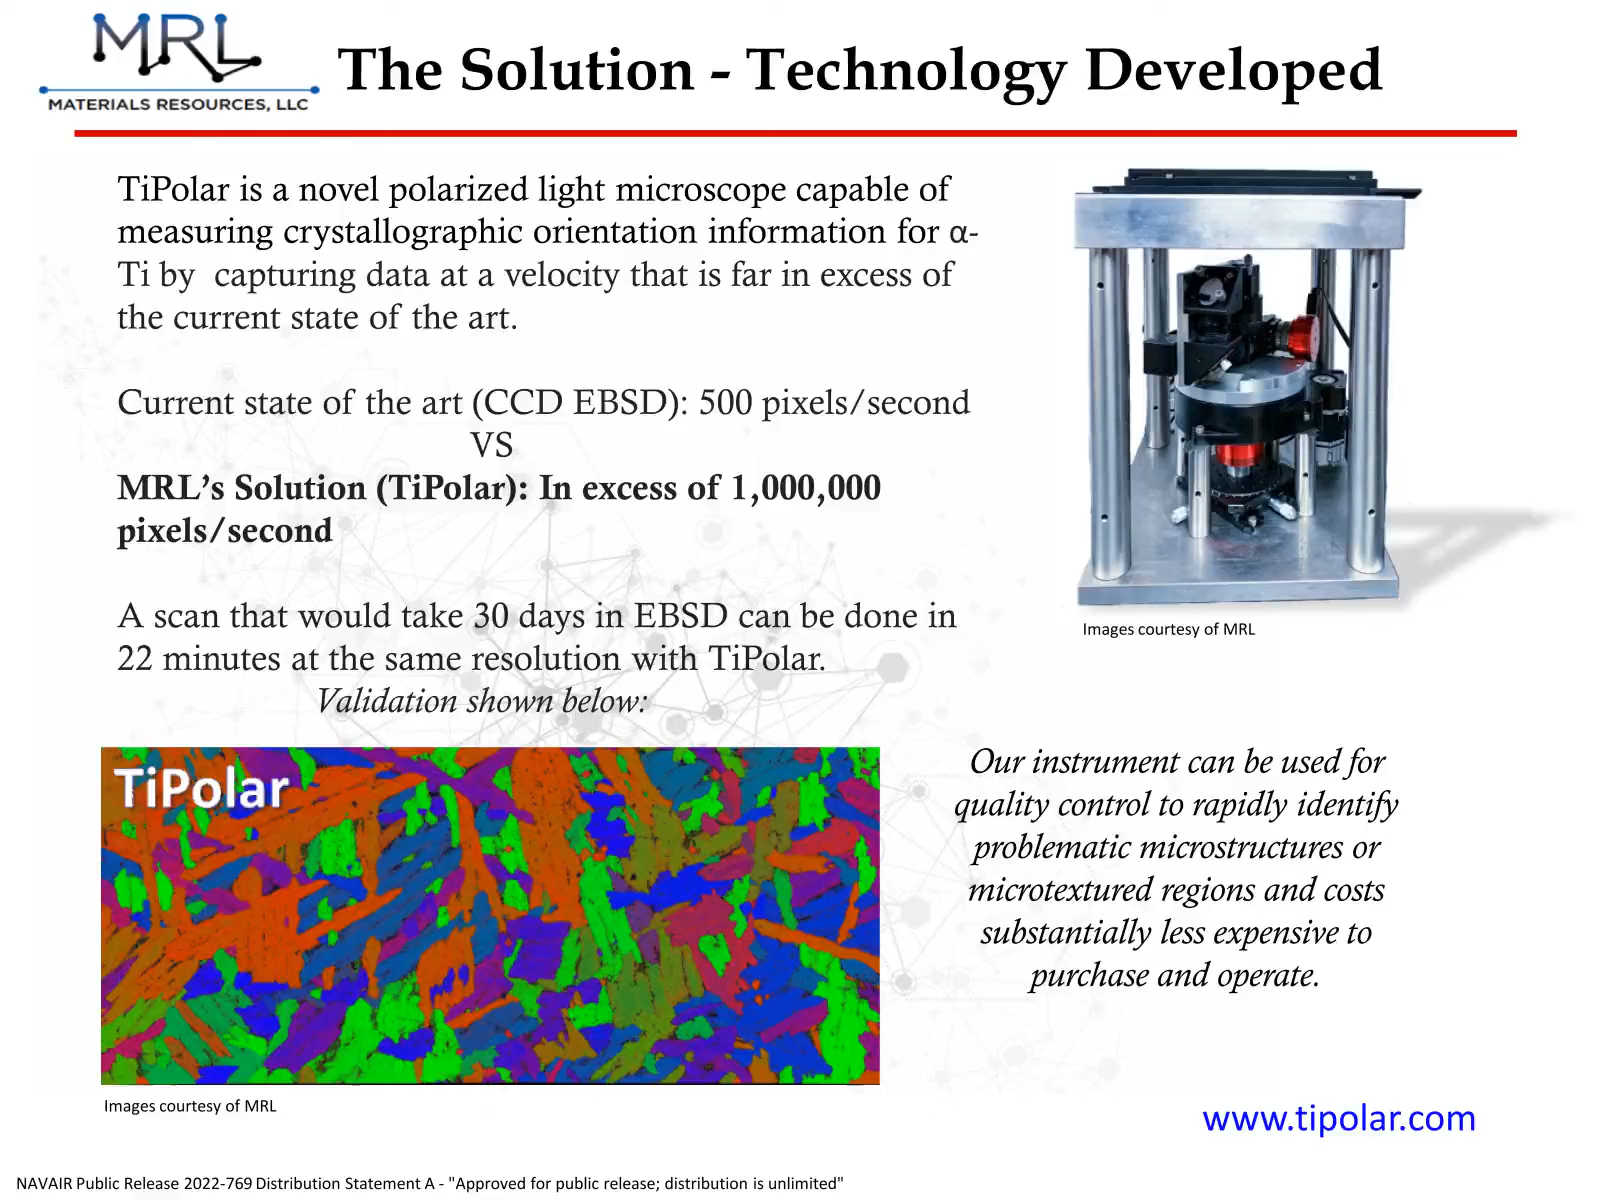 MRL
MATERIALS RESOURCES, LLC
The Solution - Technology Developed
TiPolar is a novel polarized light microscope capable of
measuring crystallographic orientation information for α-
Ti by  capturing data at a velocity that is far in excess of
the current state of the art.
Current state of the art (CCD EBSD): 500 pixels/second
VS
MRL’s Solution (TiPolar): In excess of 1,000,000
pixels/second
A scan that would take 30 days in EBSD can be done in
22 minutes at the same resolution with TiPolar.
Validation shown below:
Images courtesy of MRL
TiPolar
Our instrument can be used for
quality control to rapidly identify
problematic microstructures or
microtextured regions and costs
substantially less expensive to
purchase and operate.
Images courtesy of MRL
www.tipolar.com
NAVAIR Public Release 2022-769 Distribution Statement A - "Approved for public release; distribution is unlimited"